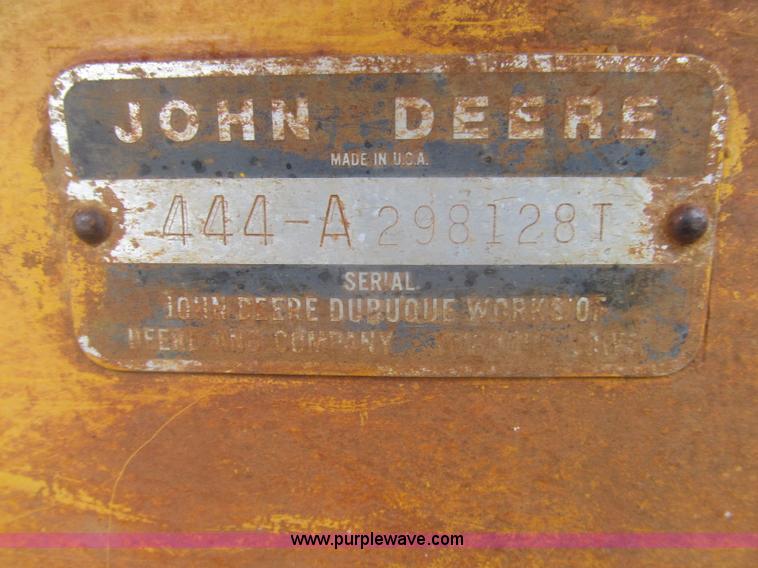 JOHN DEERE
MADE IN U.S.A.
444-A 298128T
SERIAL
JOHN DEERE DUBUQUE WORKS OF
DEERE AND COMPANY
www.purplewave.com